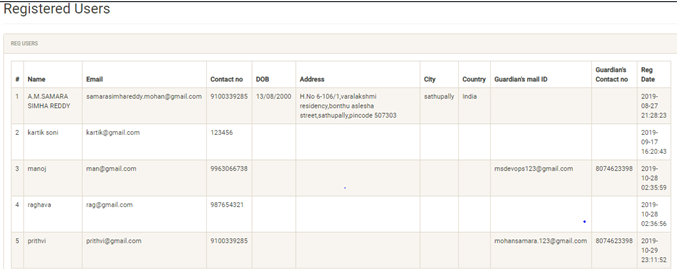 Registered Users
REG USERS
# Name Email Contact no DOB Address City Country Guardian's mail ID Guardian's Contact no Reg Date
1 A.M.SAMARA SIMHA REDDY samarasimhareddy.mohan@gmail.com 9100339285 13/08/2000 H.No 6-106/1,varalakshmi residency,bonthu aslesha street,sathupally,pincode 507303 sathupally India 2019-08-27 21:28:23
2 kartik soni kartik@gmail.com 123456 2019-09-17 16:20:43
3 manoj man@gmail.com 9963066738 msdevops123@gmail.com 8074623398 2019-10-28 02:35:59
4 raghava rag@gmail.com 987654321 2019-10-28 02:36:56
5 prithvi prithvi@gmail.com 9100339285 mohansamara.123@gmail.com 8074623398 2019-10-29 23:11:52